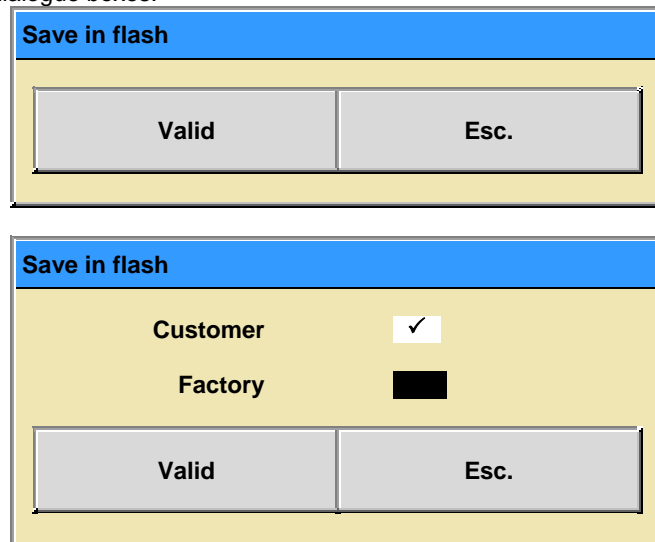 Save in flash
Valid Esc.
Save in flash
Customer ✓
Factory
Valid Esc.